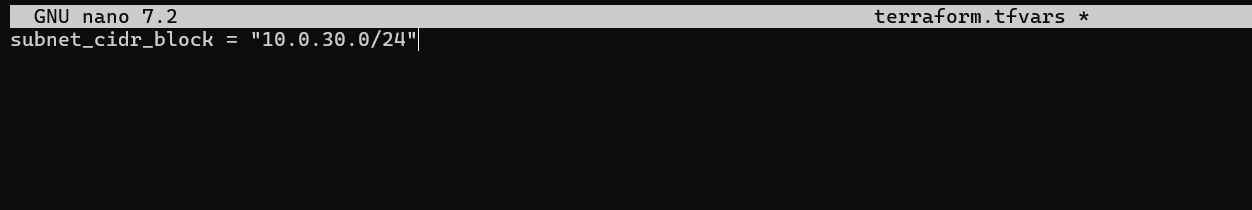 GNU nano 7.2 terraform.tfvars *
subnet_cidr_block = "10.0.30.0/24"